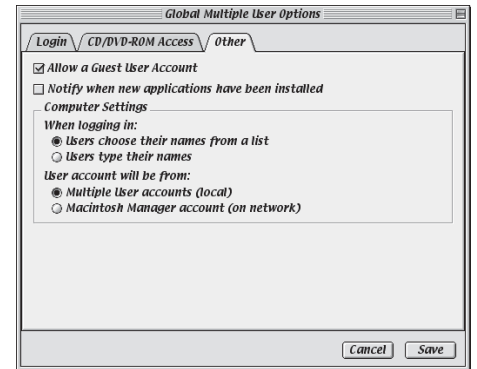 Global Multiple User Options
Login
CD/DVD-ROM Access
Other
Allow a Guest User Account
Notify when new applications have been installed
Computer Settings
When logging in:
Users choose their names from a list
Users type their names
User account will be from:
Multiple User accounts (local)
Macintosh Manager account (on network)
Cancel
Save